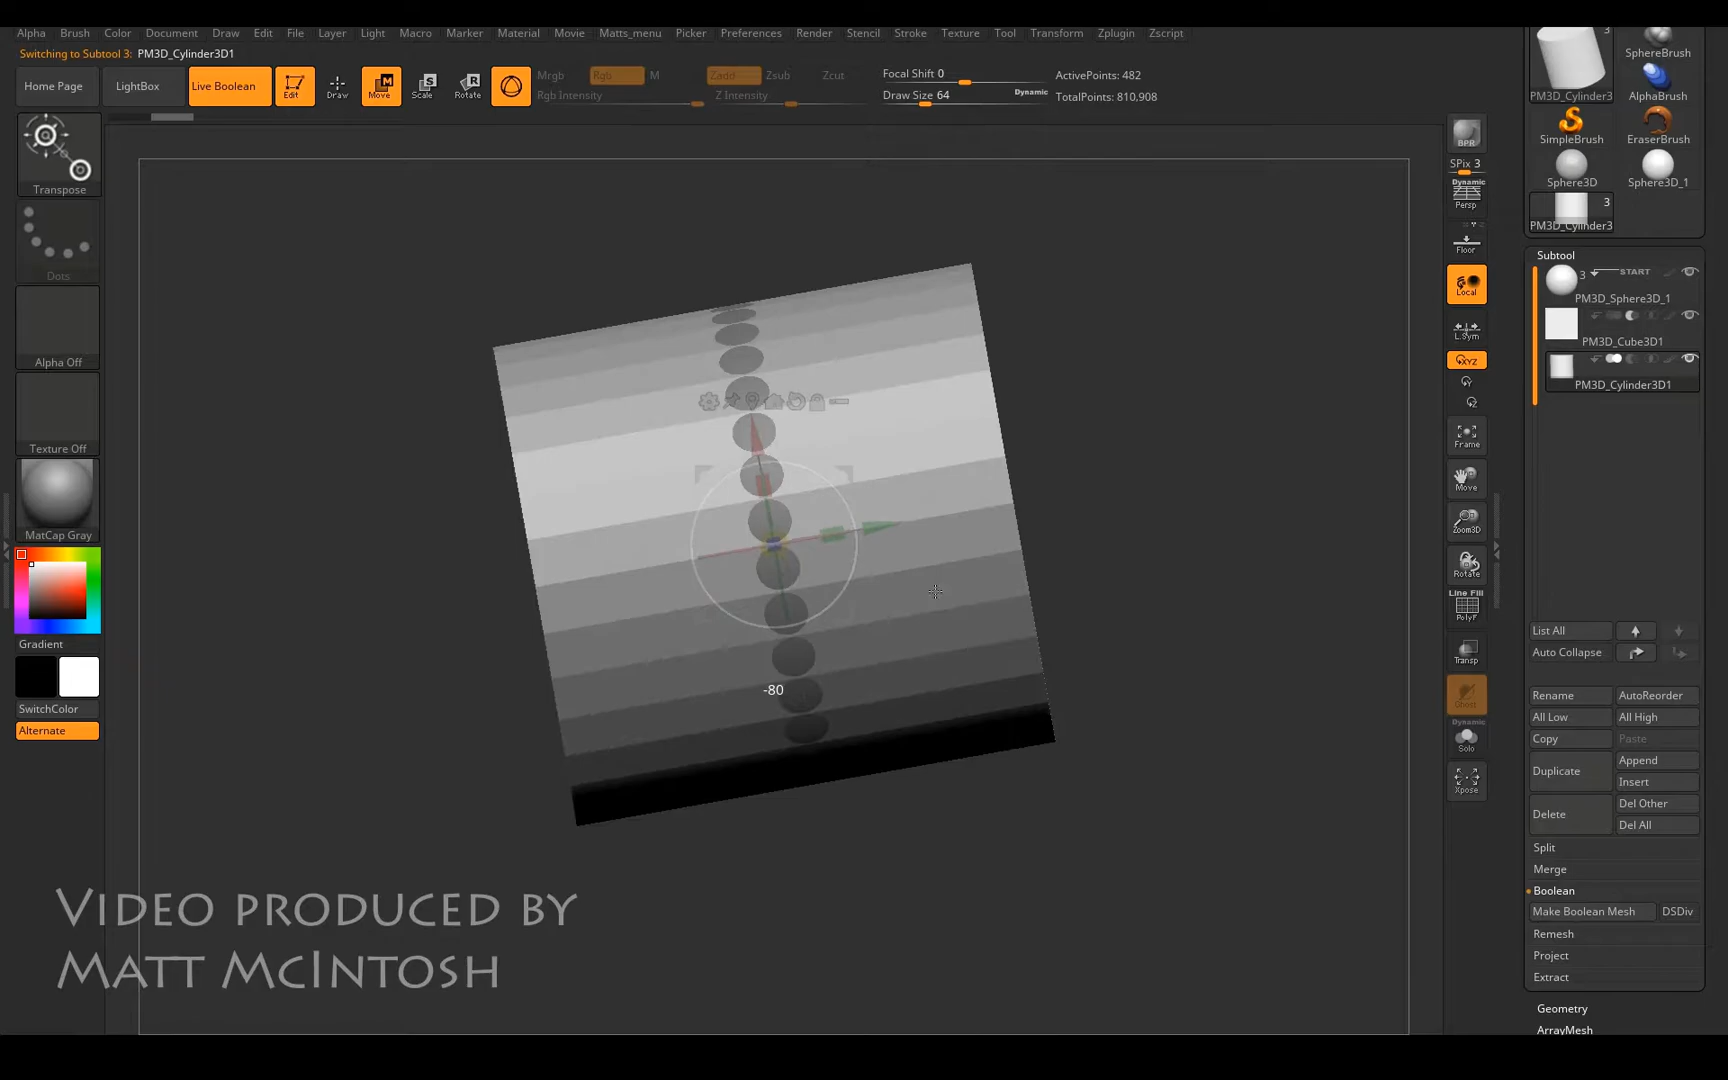 Alpha Brush Color Document Draw Edit File Layer Light Macro Marker Material Movie Matts_menu Picker Preferences Render Stencil Stroke Texture Tool Transform Zplugin Zscript
Switching to Subtool 3: PM3D_Cylinder3D1
Home Page LightBox Live Boolean Edit Draw Move Scale Rotate
Mrgb Rgb M Zadd Zsub Zcut
Rgb Intensity Z Intensity
Focal Shift 0
Draw Size 64 Dynamic
ActivePoints: 482
TotalPoints: 810,908
Transpose
Dots
Alpha Off
Texture Off
MatCap Gray
Gradient
SwitchColor
Alternate
-80
Video produced by
Matt McIntosh
BPR
SPix 3
Dynamic
Persp
Floor
Local
L.Sym
XYZ
Frame
Move
Zoom3D
Rotate
Line Fill
PolyF
Transp
Ghost
Dynamic
Solo
Xpose
3
PM3D_Cylinder3
SphereBrush
AlphaBrush
SimpleBrush
EraserBrush
Sphere3D
Sphere3D_1
3
PM3D_Cylinder3
Subtool
3 START
PM3D_Sphere3D_1
PM3D_Cube3D1
PM3D_Cylinder3D1
List All
Auto Collapse
Rename AutoReorder
All Low All High
Copy Paste
Duplicate Append
Insert
Delete Del Other
Del All
Split
Merge
Boolean
Make Boolean Mesh DSDiv
Remesh
Project
Extract
Geometry
ArrayMesh